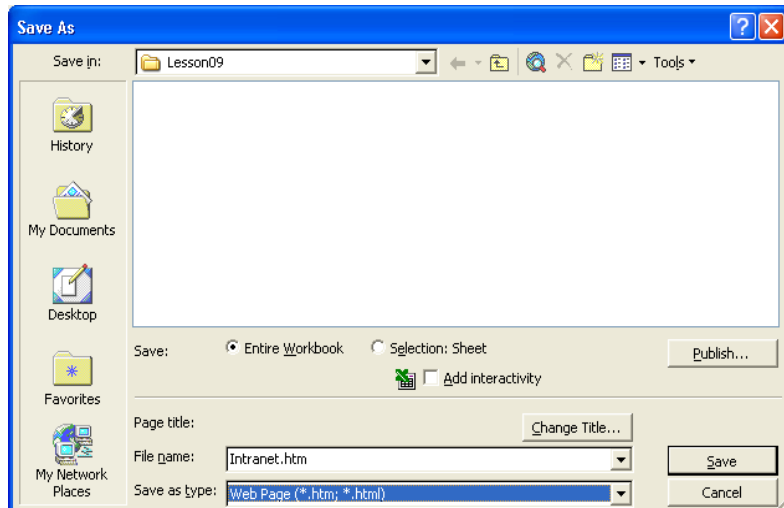 Save As
Save in: Lesson09 Tools
History
My Documents
Desktop
Favorites
My Network
Places
Save: Entire Workbook Selection: Sheet Publish...
Add interactivity
Page title: Change Title...
File name: Intranet.htm Save
Save as type: Web Page (*.htm; *.html) Cancel